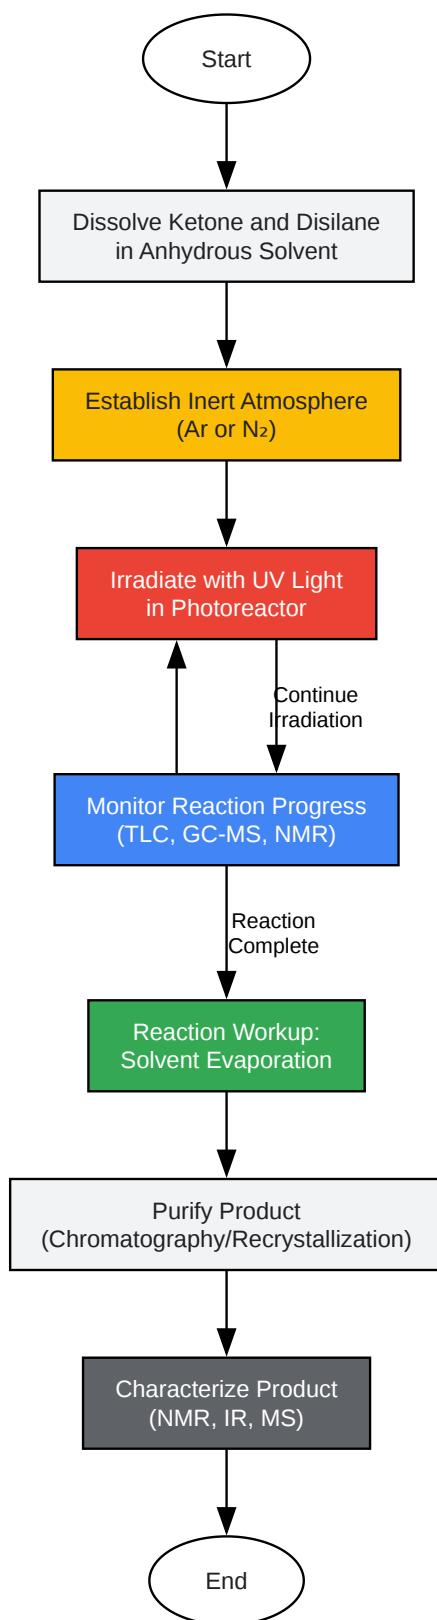 Start
Dissolve Ketone and Disilane
in Anhydrous Solvent
Establish Inert Atmosphere
(Ar or N₂)
Irradiate with UV Light
in Photoreactor
Continue
Irradiation
Monitor Reaction Progress
(TLC, GC-MS, NMR)
Reaction
Complete
Reaction Workup:
Solvent Evaporation
Purify Product
(Chromatography/Recrystallization)
Characterize Product
(NMR, IR, MS)
End